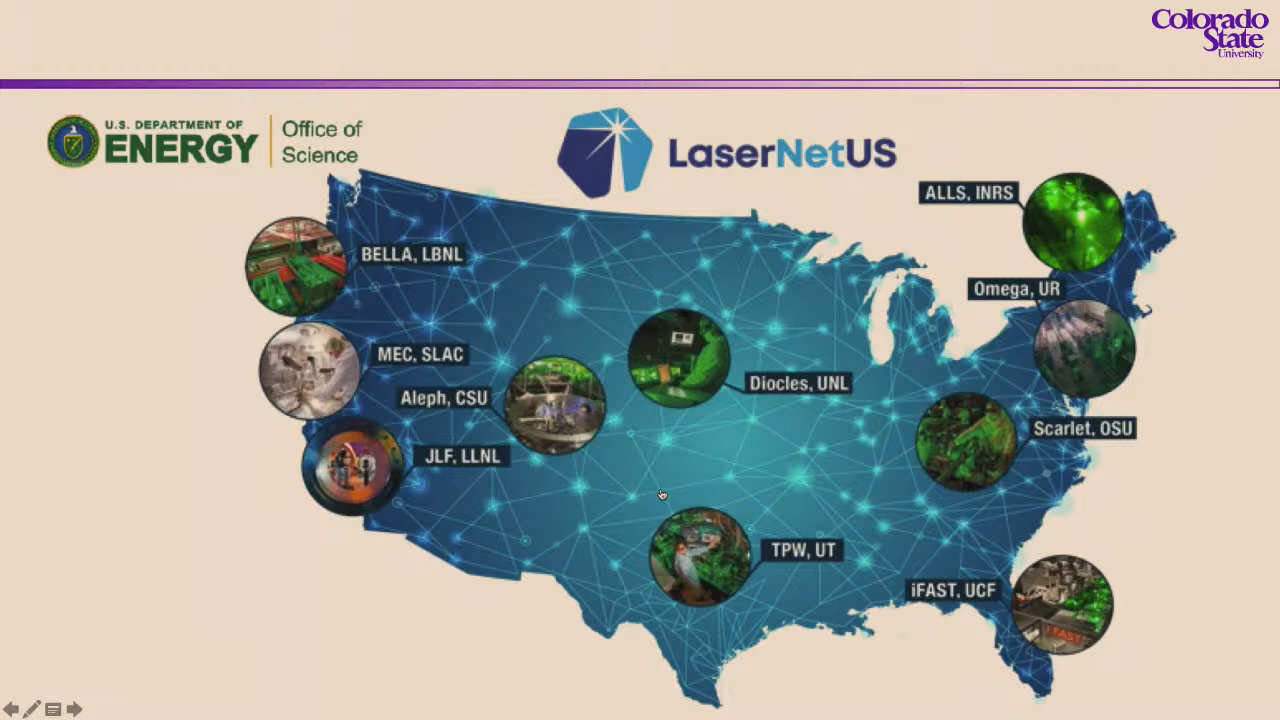 Colorado
State
University
U.S. DEPARTMENT OF
ENERGY
Office of
Science
LaserNetUS
ALLS, INRS
BELLA, LBNL
Omega, UR
MEC, SLAC
Diocles, UNL
Aleph, CSU
Scarlet, OSU
JLF, LLNL
TPW, UT
iFAST, UCF
I FAST